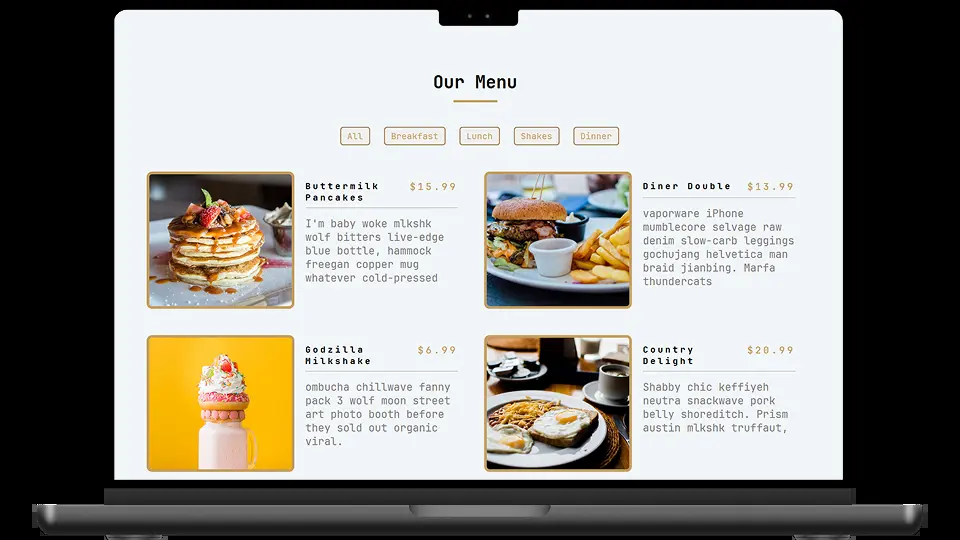 Our Menu
All Breakfast Lunch Shakes Dinner
Buttermilk Pancakes $15.99
I'm baby woke mlkshk
wolf bitters live-edge
blue bottle, hammock
freegan copper mug
whatever cold-pressed
Diner Double $13.99
vaporware iPhone
mumblecore selvage raw
denim slow-carb leggings
gochujang helvetica man
braid jianbing. Marfa
thundercats
Godzilla Milkshake $6.99
ombucha chillwave fanny
pack 3 wolf moon street
art photo booth before
they sold out organic
viral.
Country Delight $20.99
Shabby chic keffiyeh
neutra snackwave pork
belly shoreditch. Prism
austin mlkshk truffaut,